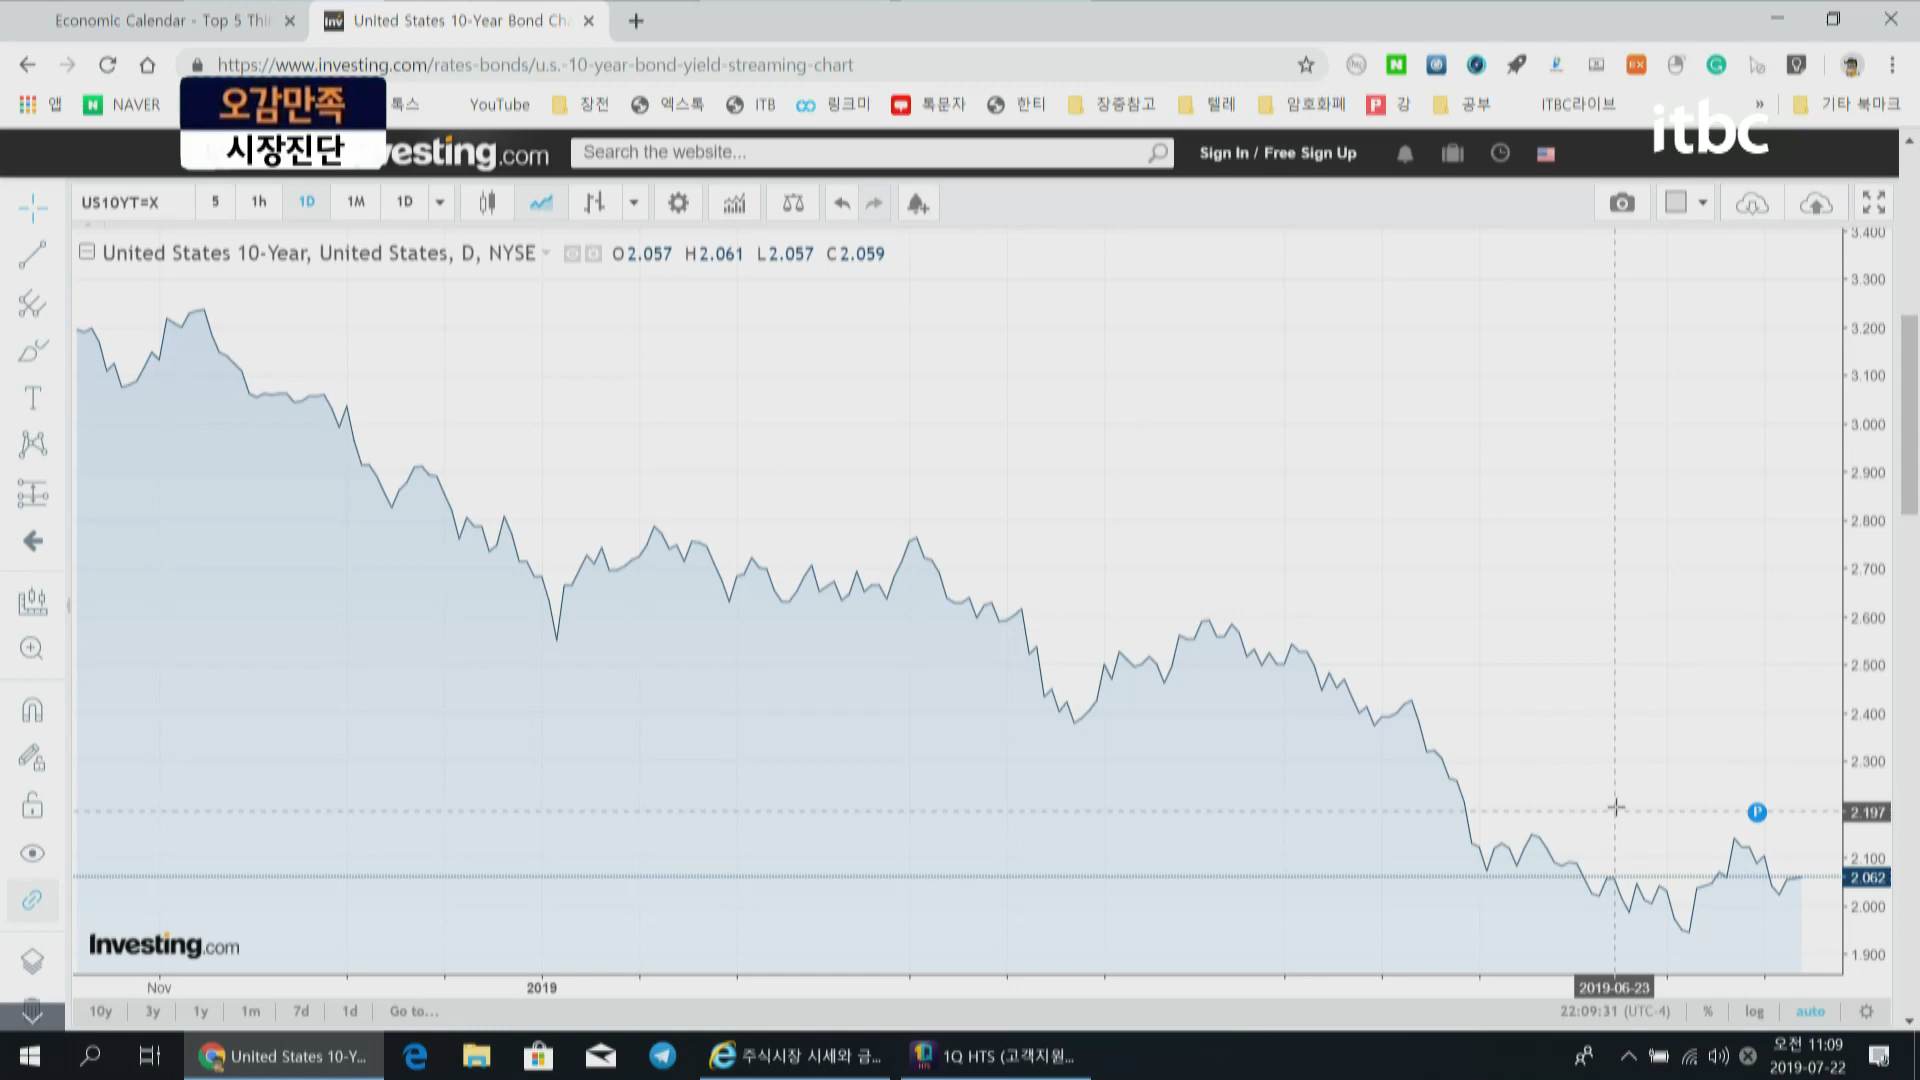 Economic Calendar - Top 5 Thi
United States 10-Year Bond Ch
https://www.investing.com/rates-bonds/u.s.-10-year-bond-yield-streaming-chart
앱
NAVER
톡스
YouTube
장전
엑스톡
ITB
링크미
톡문자
한티
장중참고
텔레
암호화폐
강
공부
ITBC라이브
»
기타 북마크
오감만족
시장진단
itbc
vesting.com
Search the website...
Sign In / Free Sign Up
US10YT=X
5
1h
1D
1M
1D
United States 10-Year, United States, D, NYSE
O2.057 H2.061 L2.057 C2.059
3.400
3.300
3.200
3.100
3.000
2.900
2.800
2.700
2.600
2.500
2.400
2.300
2.197
P
2.100
2.062
2.000
1.900
Investing.com
Nov
2019
2019-06-23
10y
3y
1y
1m
7d
1d
Go to...
22:09:31 (UTC-4)
%
log
auto
United States 10-Y...
주식시장 시세와 금...
1Q HTS (고객지원...
오전 11:09
2019-07-22